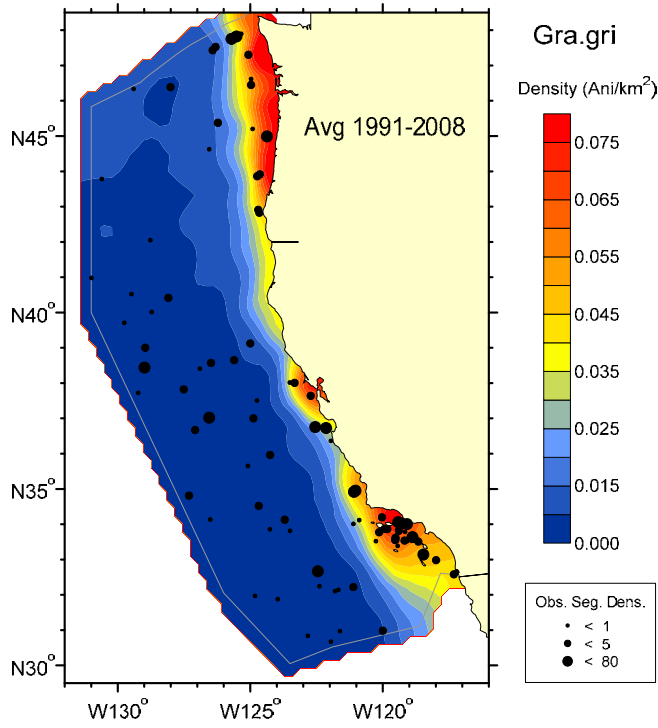 Gra.gri
Density (Ani/km²)
Avg 1991-2008
0.075
0.065
0.055
0.045
0.035
0.025
0.015
0.000
N45°
N40°
N35°
N30°
W130°
W125°
W120°
Obs. Seg. Dens.
< 1
< 5
< 80